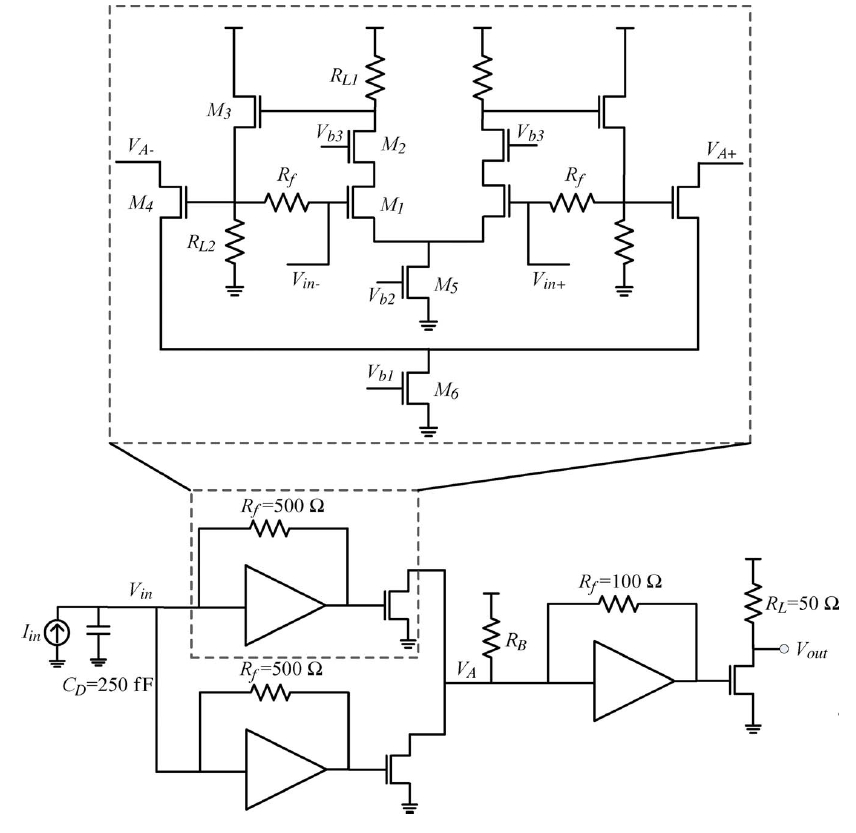 R_{L1}
M_3
V_{b3} M_2 V_{b3}
V_{A-} V_{A+}
R_f R_f
M_4 M_1
R_{L2}
V_{in-} V_{b2} M_5 V_{in+}
V_{b1} M_6
R_f=500 Ω
V_{in} R_f=100 Ω
R_L=50 Ω
I_{in} R_B V_{out}
V_A
C_D=250 fF R_f=500 Ω